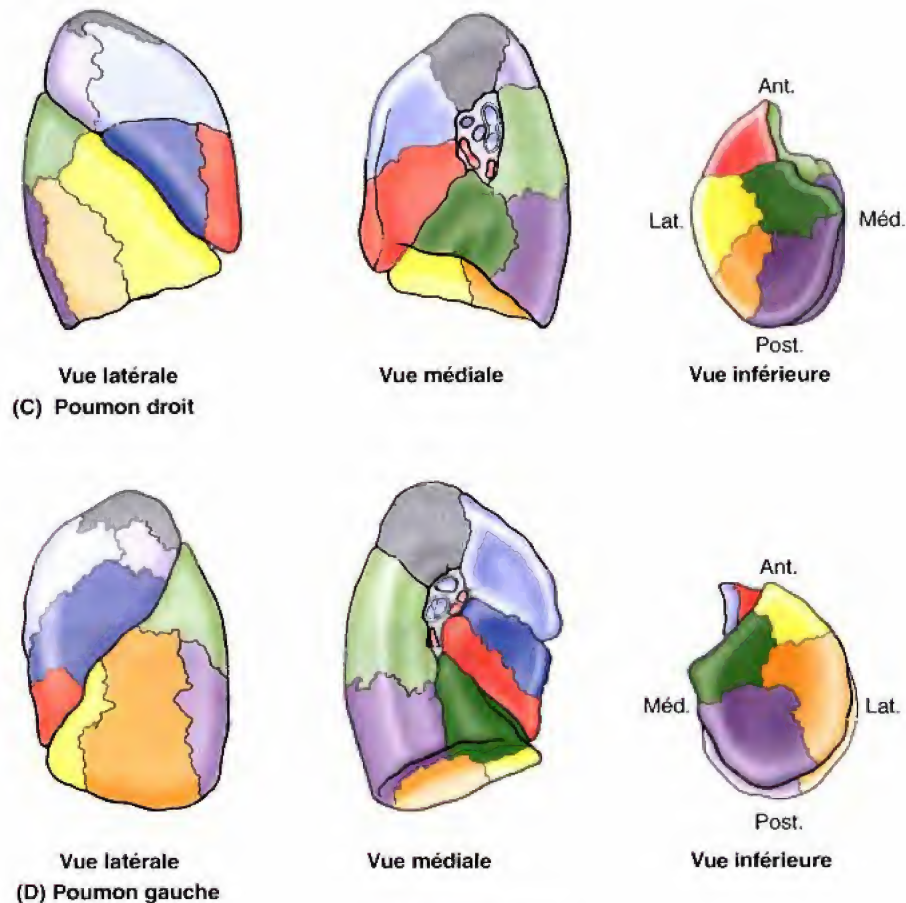 Ant.
Lat. Méd.
Post.
Vue latérale Vue médiale Vue inférieure
(C) Poumon droit
Ant.
Méd. Lat.
Post.
Vue latérale Vue médiale Vue inférieure
(D) Poumon gauche